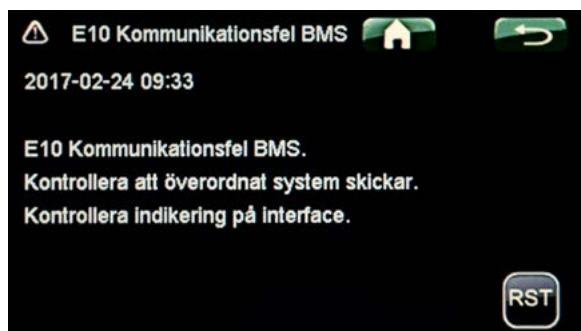 E10 Kommunikationsfel BMS
2017-02-24 09:33
E10 Kommunikationsfel BMS.
Kontrollera att överordnat system skickar.
Kontrollera indikering på interface.
RST